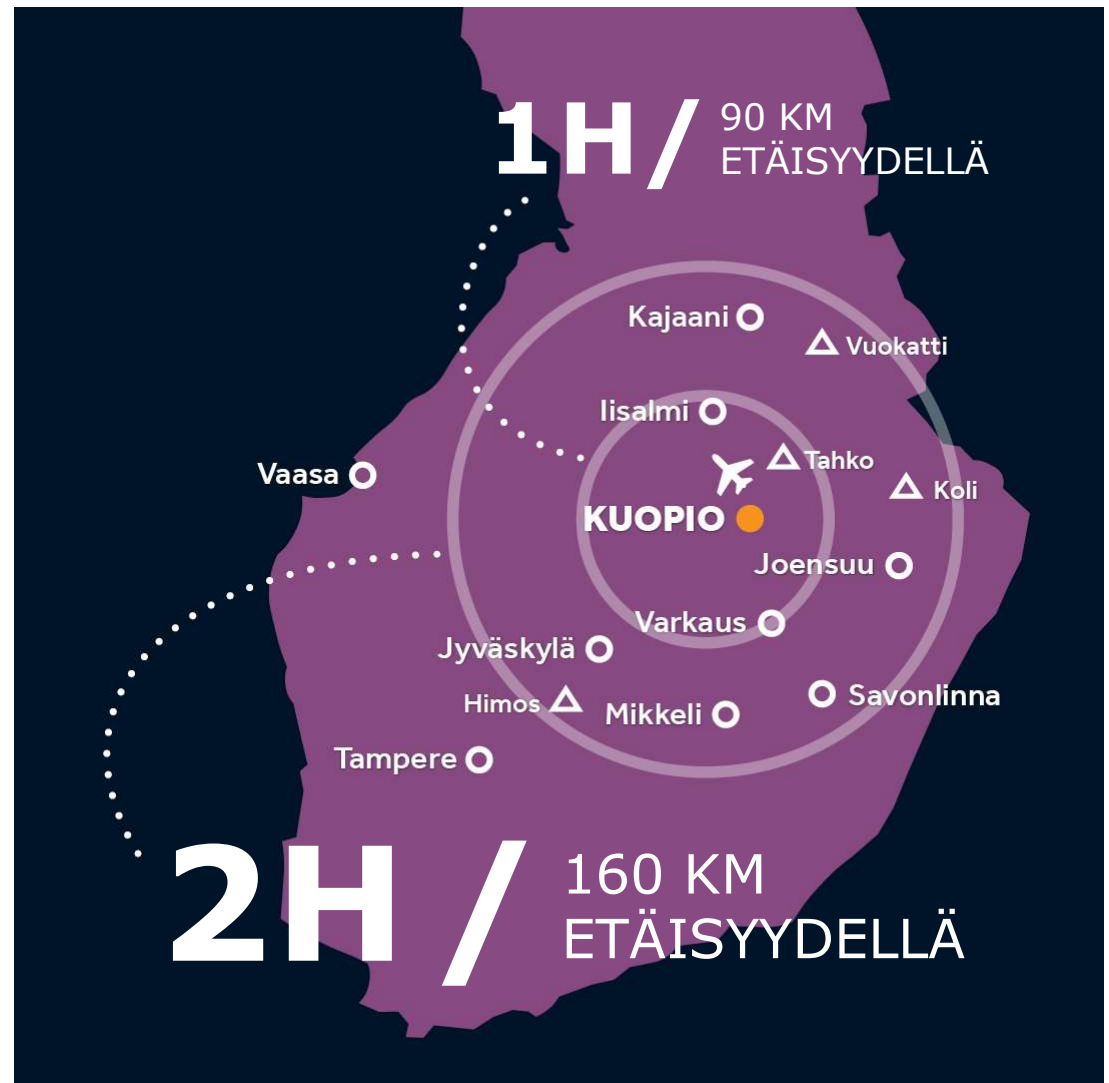 1H/ 90 KM
ETÄISYYDELLÄ
Kajaani
Vuokatti
Iisalmi
Tahko
Vaasa
Koli
KUOPIO
Joensuu
Varkaus
Jyväskylä
Savonlinna
Himos
Mikkeli
Tampere
2H / 160 KM
ETÄISYYDELLÄ